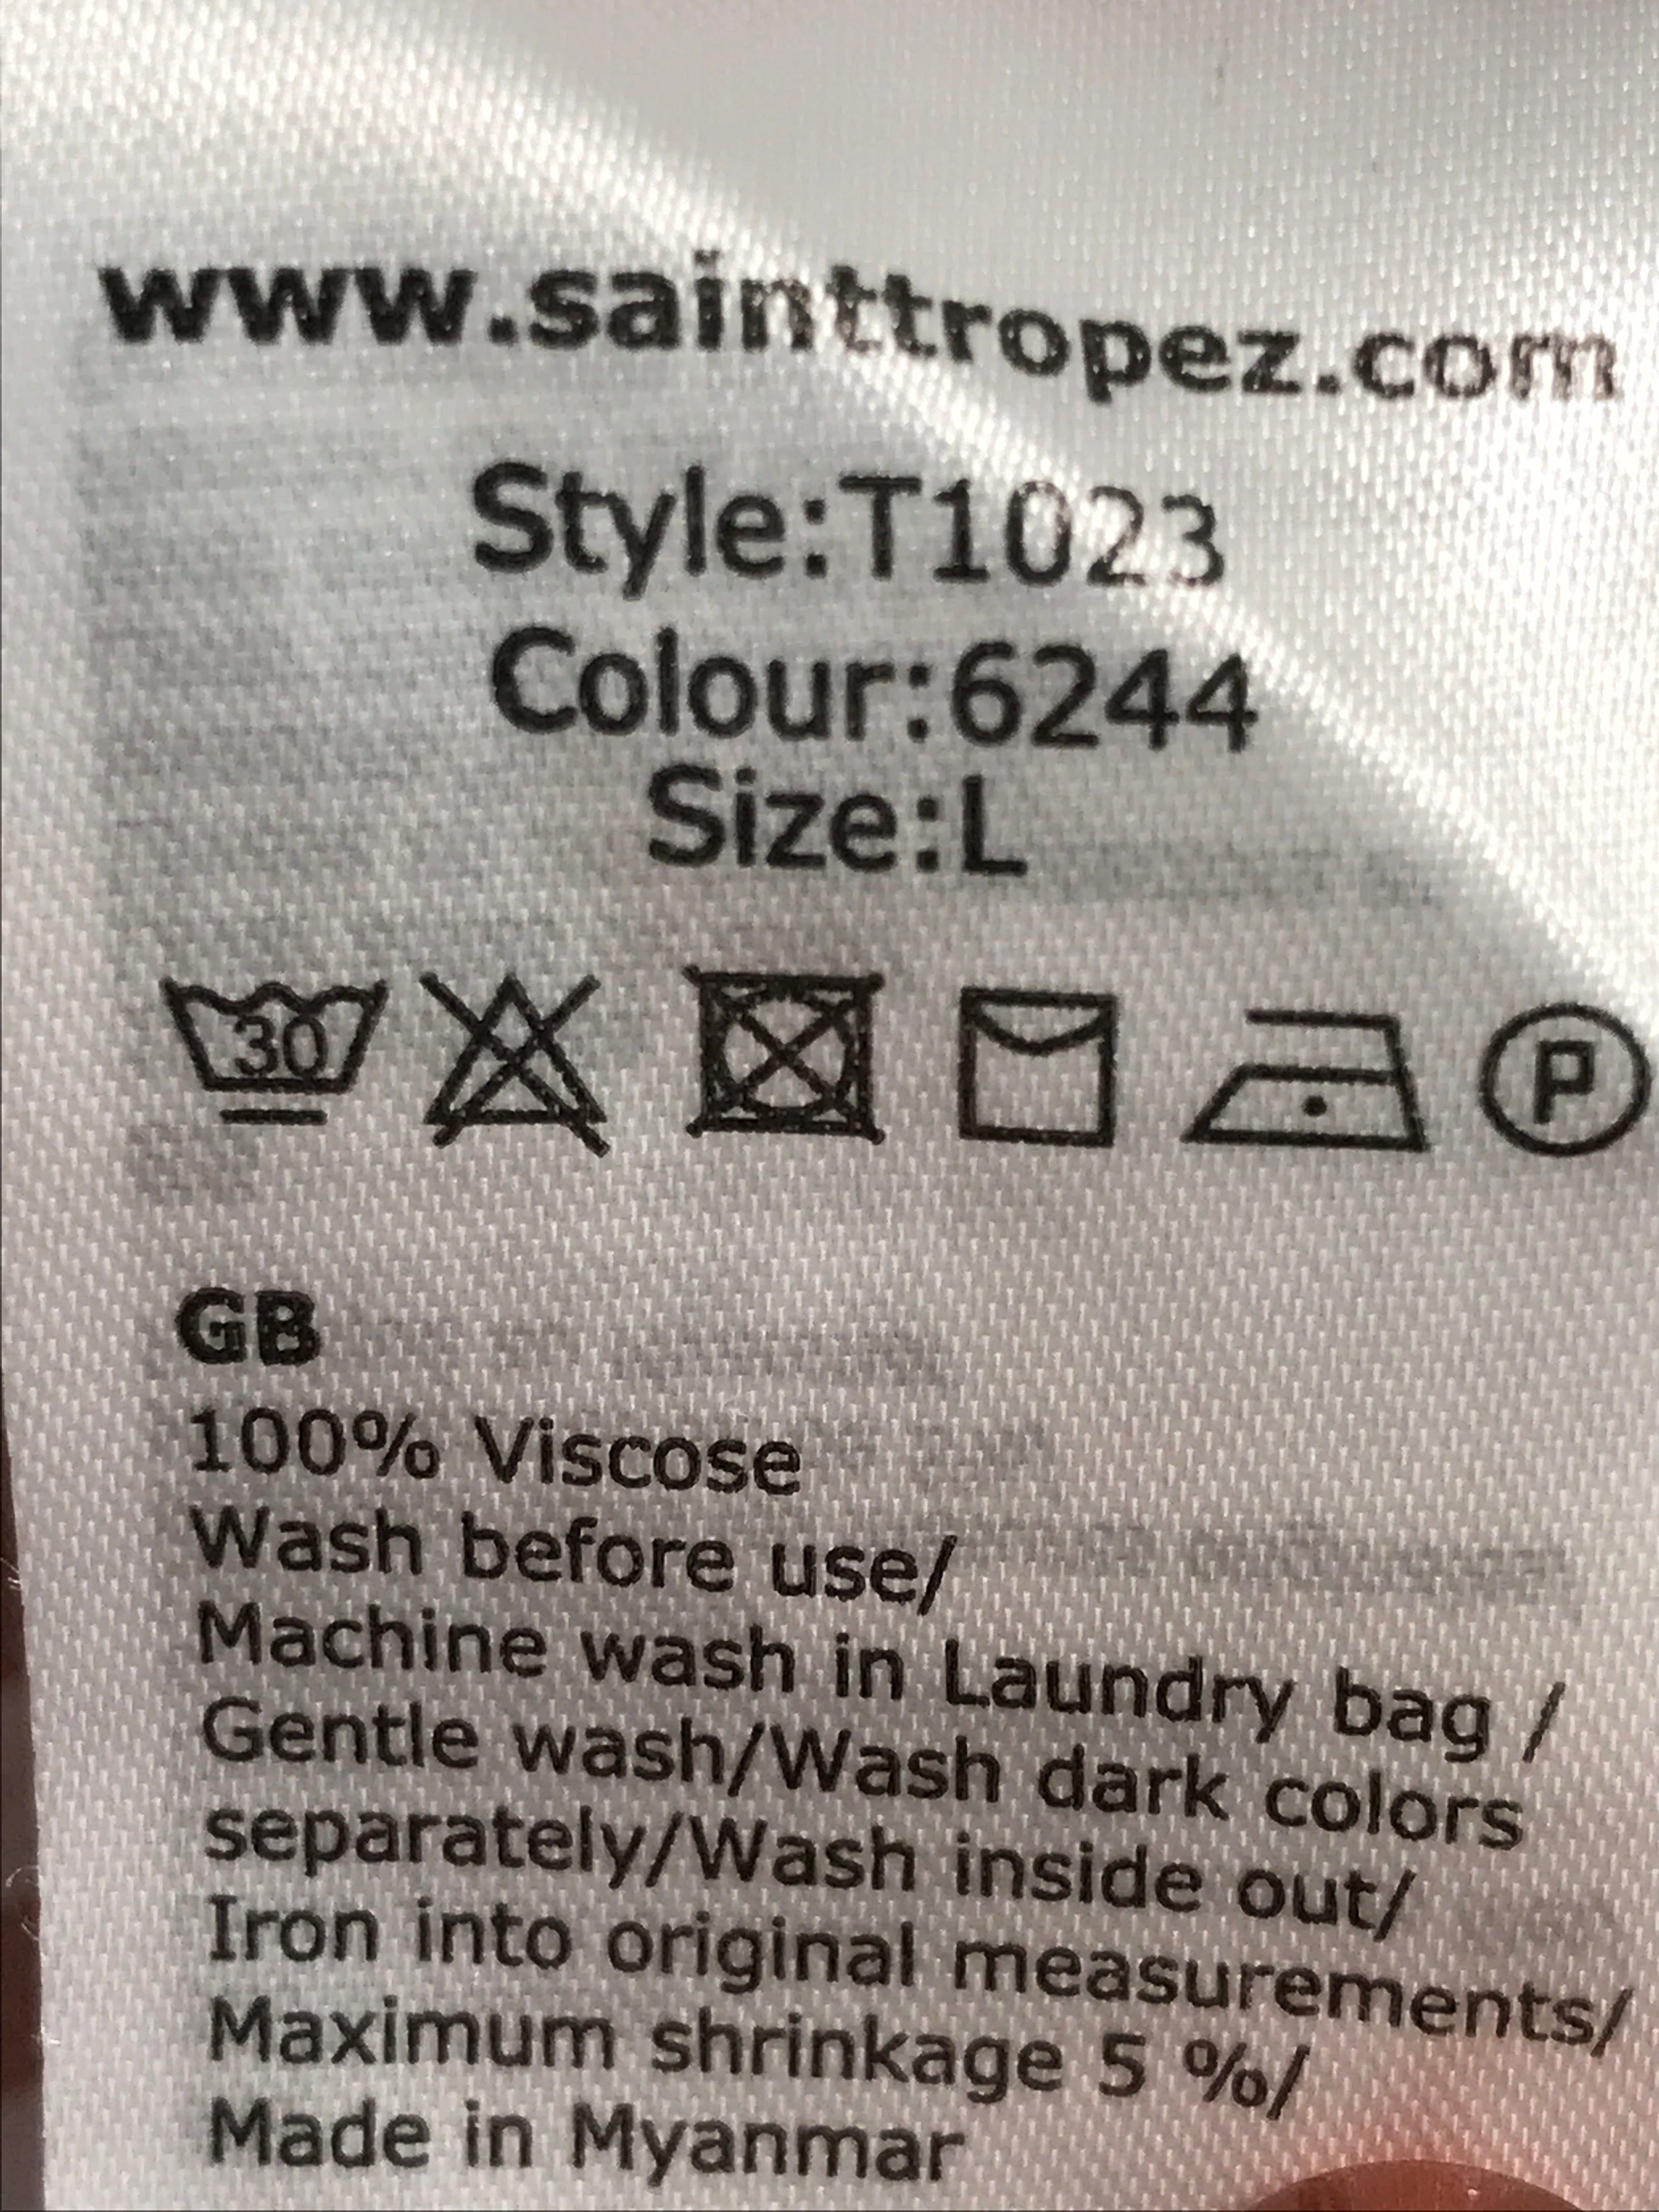 www.sainttropez.com
Style:T1023
Colour:6244
Size:L
30 P
GB
100% Viscose
Wash before use/
Machine wash in Laundry bag /
Gentle wash/Wash dark colors
separately/Wash inside out/
Iron into original measurements/
Maximum shrinkage 5 %/
Made in Myanmar